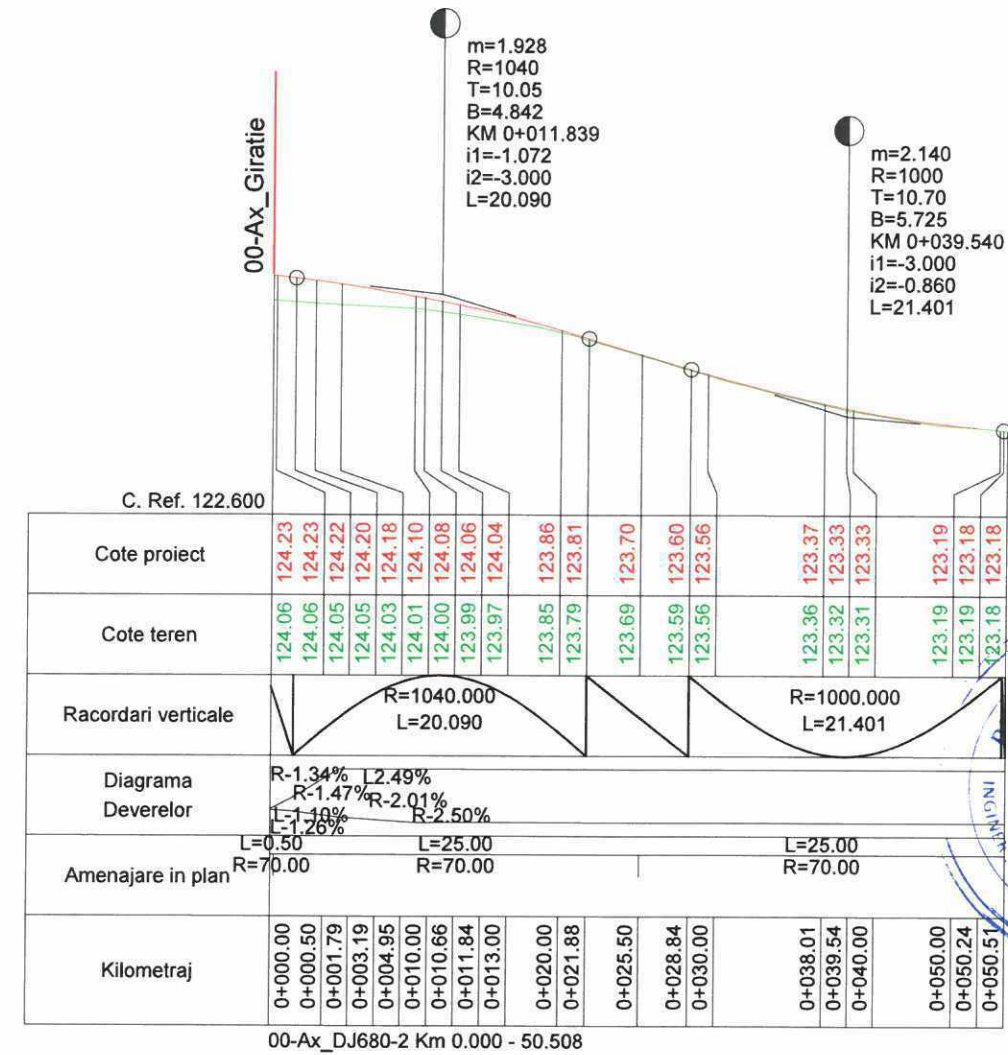 m=1.928
R=1040
T=10.05
B=4.842
KM 0+011.839
i1=-1.072
i2=-3.000
L=20.090
m=2.140
R=1000
T=10.70
B=5.725
KM 0+039.540
i1=-3.000
i2=-0.860
L=21.401
00-Ax_Giratie
C. Ref. 122.600
Cote proiect 124.23 124.23 124.22 124.20 124.18 124.10 124.08 124.06 124.04 123.86 123.81 123.70 123.60 123.56 123.37 123.33 123.33 123.19 123.18 123.18
Cote teren 124.06 124.06 124.05 124.05 124.03 124.01 124.00 123.99 123.97 123.85 123.79 123.69 123.59 123.56 123.36 123.32 123.31 123.19 123.19 123.18
Racordari verticale
R=1040.000
L=20.090
R=1000.000
L=21.401
Diagrama
Deverelor
R-1.34% L2.49%
R-1.47% R-2.01%
L-1.10% R-2.50%
L-1.26%
Amenajare in plan
L=0.50 L=25.00 L=25.00
R=70.00 R=70.00 R=70.00
Kilometraj 0+000.00 0+000.50 0+001.79 0+003.19 0+004.95 0+010.00 0+010.66 0+011.84 0+013.00 0+020.00 0+021.88 0+025.50 0+028.84 0+030.00 0+038.01 0+039.54 0+040.00 0+050.00 0+050.24 0+050.51
00-Ax_DJ680-2 Km 0.000 - 50.508